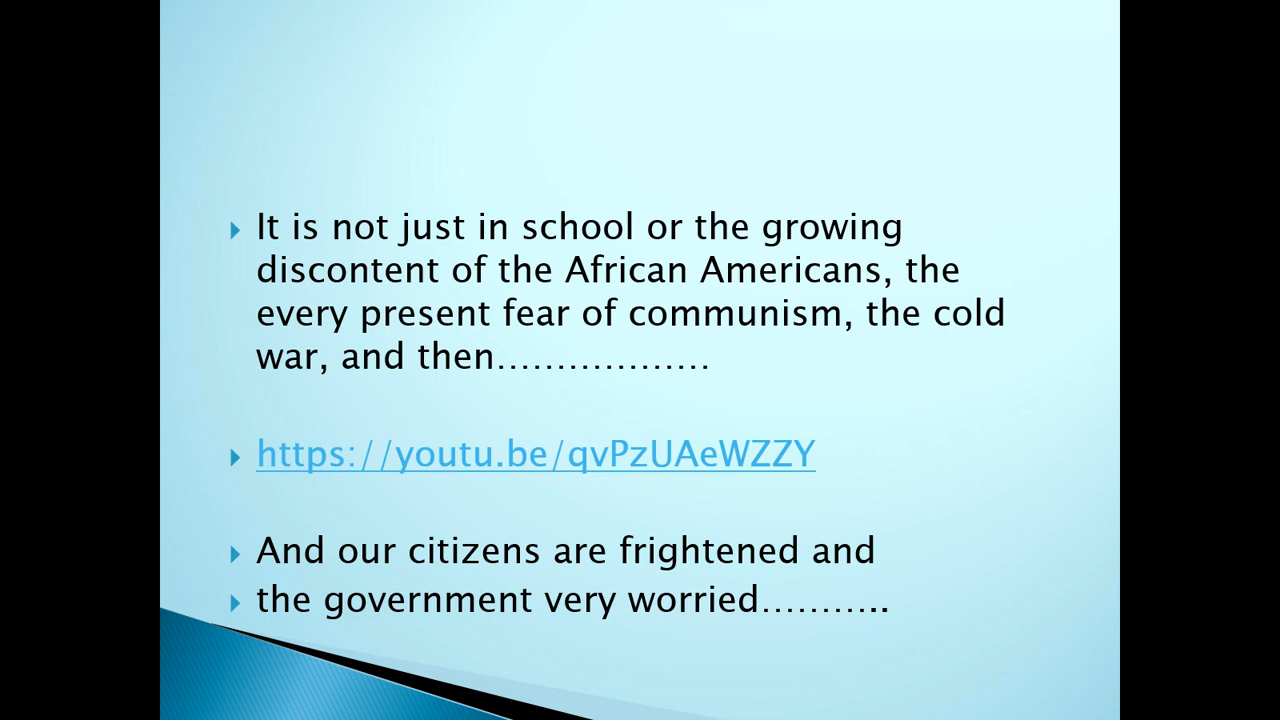 It is not just in school or the growing
discontent of the African Americans, the
every present fear of communism, the cold
war, and then………………
https://youtu.be/qvPzUAeWZZY
And our citizens are frightened and
the government very worried………..